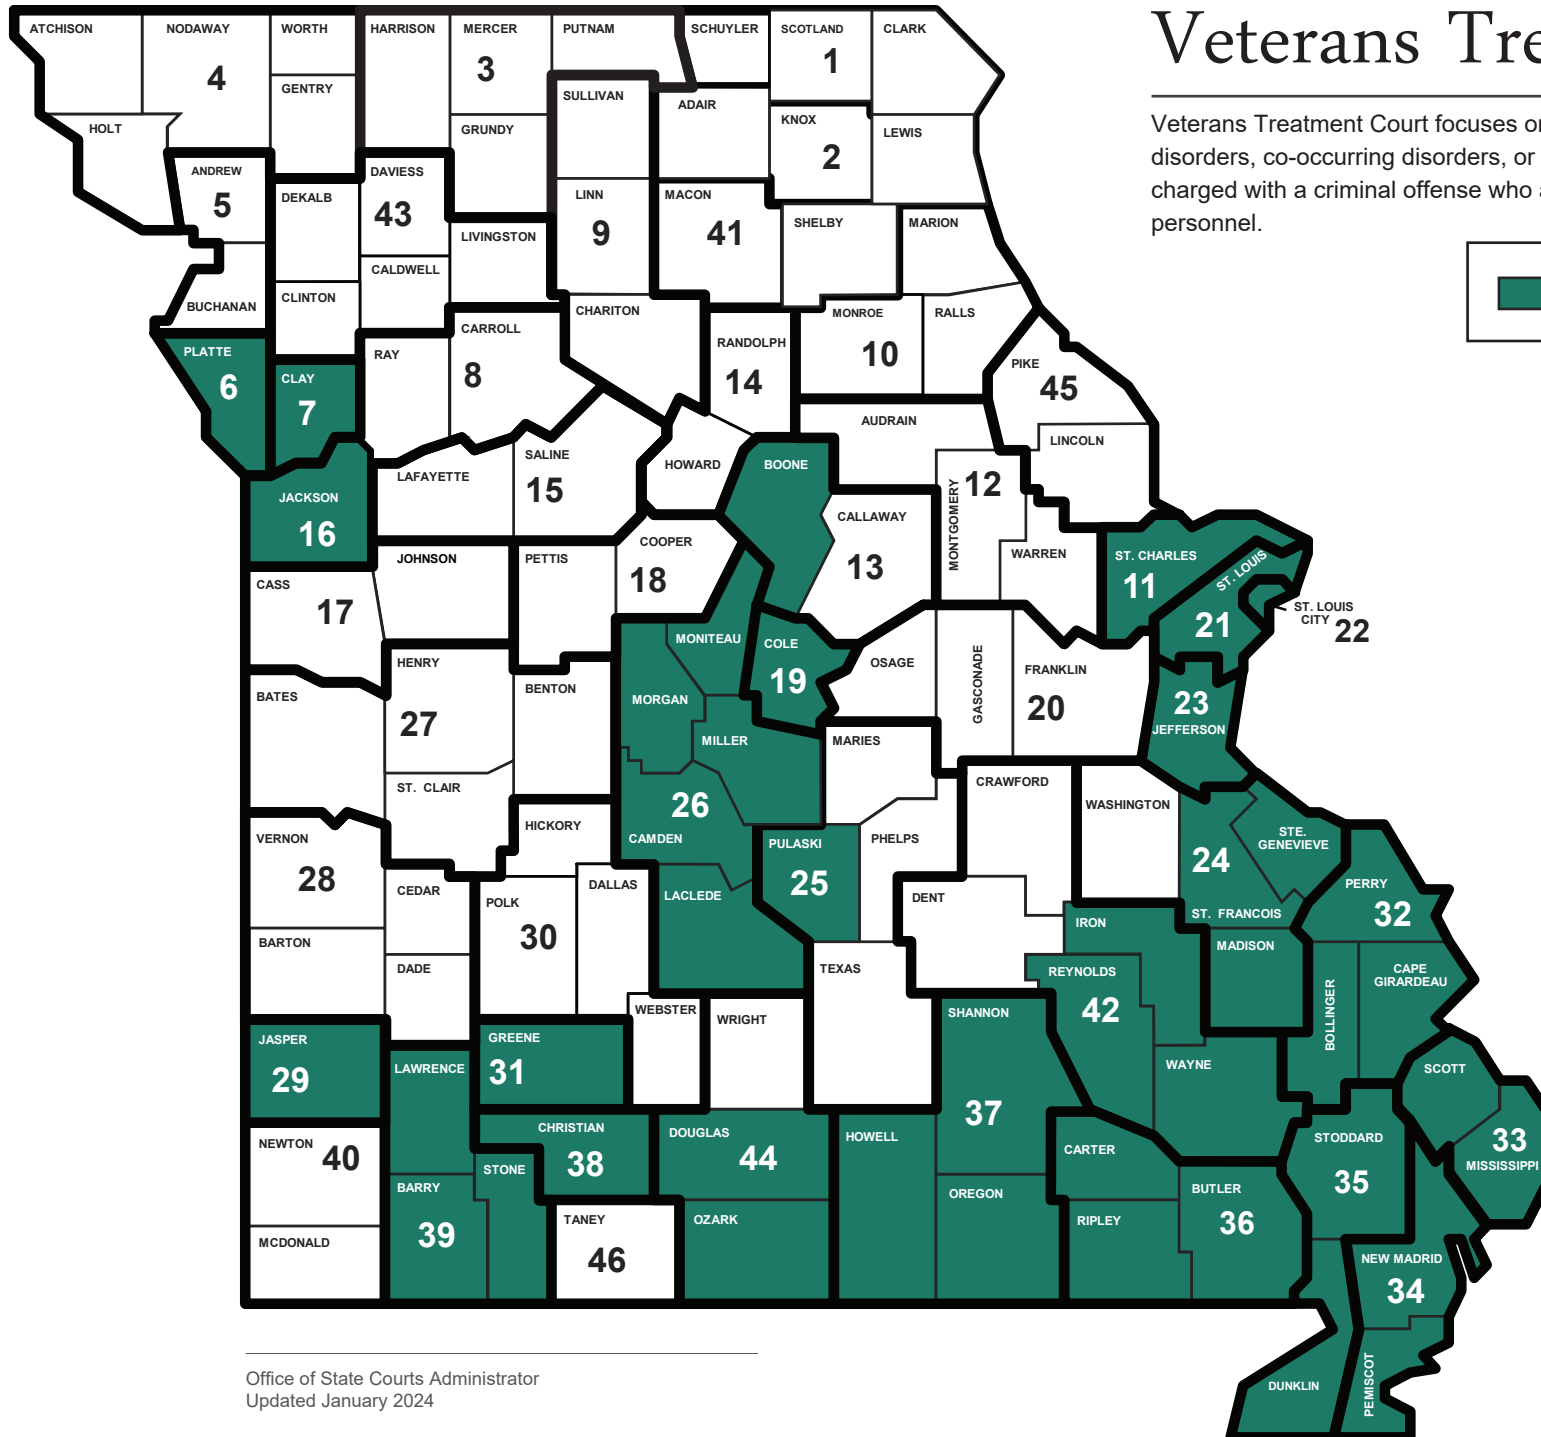 Veterans Tre
Veterans Treatment Court focuses on
disorders, co-occurring disorders, or
charged with a criminal offense who a
personnel.
ATCHISON
NODAWAY
4
WORTH
HARRISON
MERCER
3
PUTNAM
SCHUYLER
SCOTLAND
1
CLARK
GENTRY
SULLIVAN
ADAIR
HOLT
GRUNDY
KNOX
2
LEWIS
ANDREW
5
DEKALB
DAVIESS
43
LINN
9
MACON
41
SHELBY
MARION
LIVINGSTON
CALDWELL
BUCHANAN
CLINTON
CHARITON
MONROE
10
RALLS
CARROLL
8
RANDOLPH
14
PLATTE
6
CLAY
7
RAY
PIKE
45
AUDRAIN
LINCOLN
SALINE
15
HOWARD
BOONE
LAFAYETTE
12
MONTGOMERY
JACKSON
16
CALLAWAY
13
COOPER
18
JOHNSON
PETTIS
WARREN
ST. CHARLES
11
ST. LOUIS
21
CASS
17
ST. LOUIS
CITY 22
MONITEAU
COLE
19
OSAGE
GASCONADE
FRANKLIN
20
HENRY
27
BENTON
BATES
MORGAN
23
JEFFERSON
MILLER
MARIES
ST. CLAIR
CRAWFORD
WASHINGTON
26
CAMDEN
HICKORY
VERNON
28
PULASKI
25
PHELPS
STE.
GENEVIEVE
24
ST. FRANCOIS
CEDAR
DALLAS
POLK
30
LACLEDE
DENT
PERRY
32
IRON
BARTON
MADISON
DADE
TEXAS
REYNOLDS
42
CAPE
GIRARDEAU
BOLLINGER
WEBSTER
WRIGHT
SHANNON
37
JASPER
29
GREENE
31
LAWRENCE
WAYNE
SCOTT
CHRISTIAN
38
DOUGLAS
44
HOWELL
STODDARD
35
33
MISSISSIPPI
NEWTON 40
CARTER
STONE
BARRY
39
OREGON
BUTLER
36
TANEY
46
OZARK
RIPLEY
MCDONALD
NEW MADRID
34
DUNKLIN
PEMISCOT
Office of State Courts Administrator
Updated January 2024